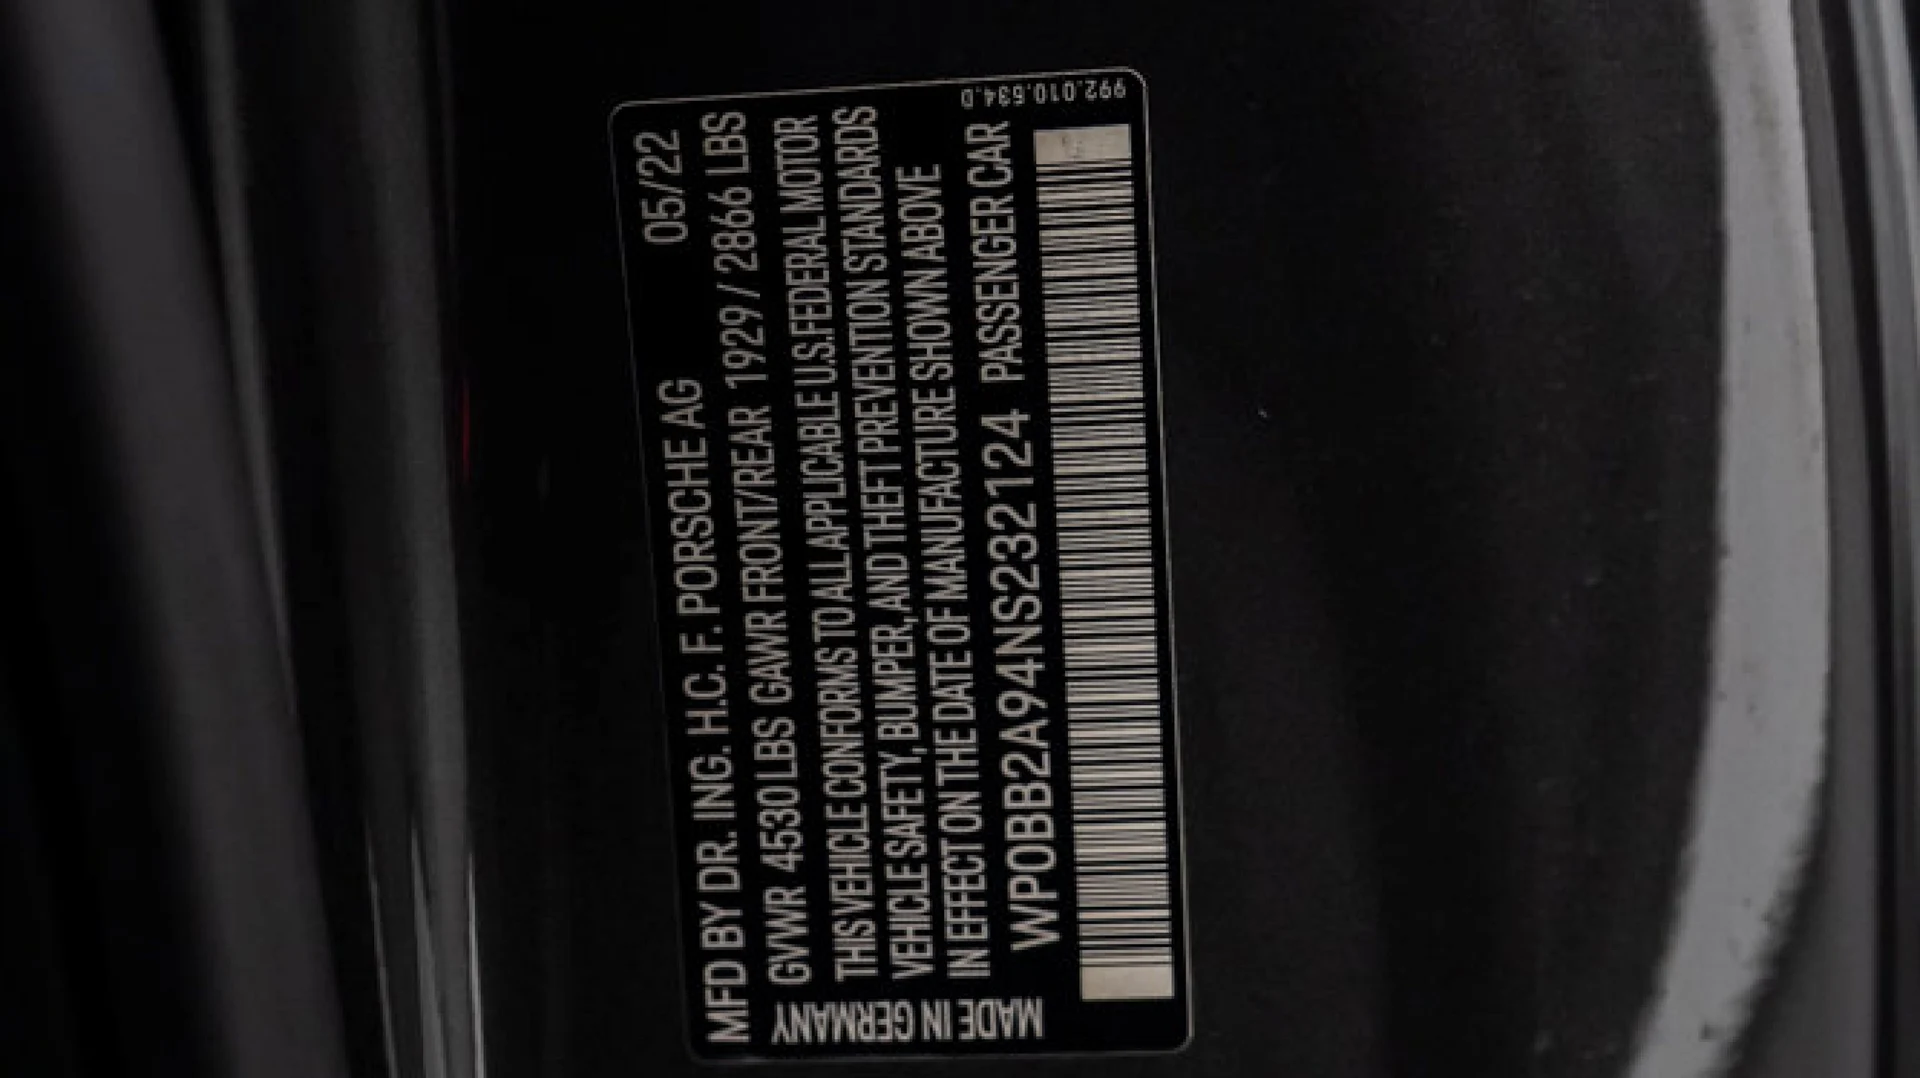 MFD BY DR. ING. H.C. F. PORSCHE AG 05/22
GVWR 4530 LBS GAWR FRONT/REAR 1929 / 2866 LBS
THIS VEHICLE CONFORMS TO ALL APPLICABLE U.S. FEDERAL MOTOR
VEHICLE SAFETY, BUMPER, AND THEFT PREVENTION STANDARDS
IN EFFECT ON THE DATE OF MANUFACTURE SHOWN ABOVE
WP0BB2A94NS232124 PASSENGER CAR
MADE IN GERMANY
992.010.634.D